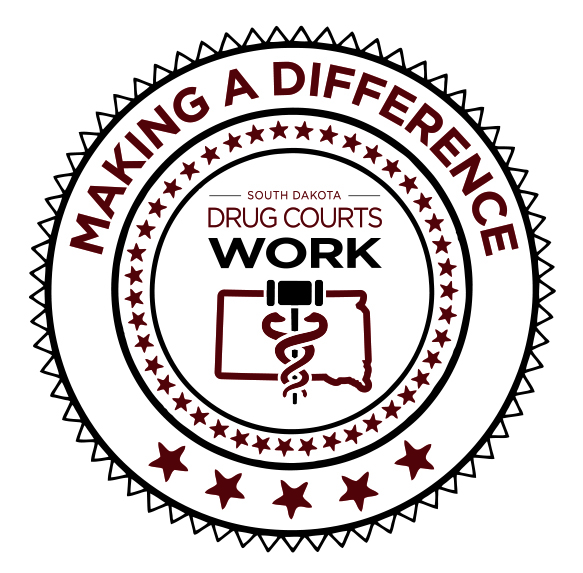 MAKING A DIFFERENCE
SOUTH DAKOTA
DRUG COURTS
WORK